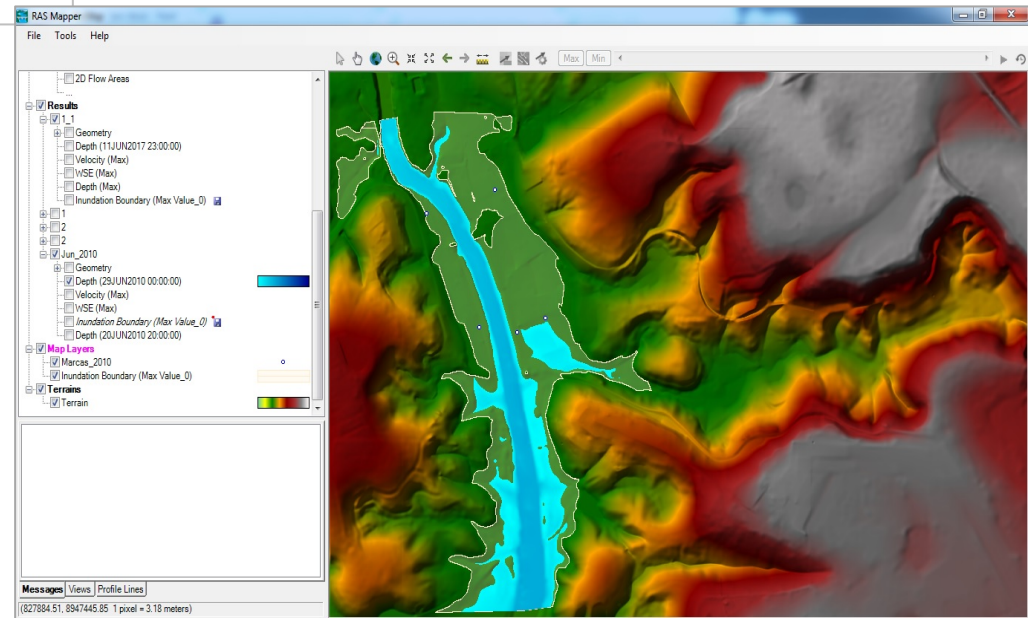 RAS Mapper
File Tools Help
Max Min
2D Flow Areas
...
Results
1_1
Geometry
Depth (11JUN2017 23:00:00)
Velocity (Max)
WSE (Max)
Depth (Max)
Inundation Boundary (Max Value_0)
1
2
2
Jun_2010
Geometry
Depth (29JUN2010 00:00:00)
Velocity (Max)
WSE (Max)
Inundation Boundary (Max Value_0)
Depth (20JUN2010 20:00:00)
Map Layers
Marcas_2010
Inundation Boundary (Max Value_0)
Terrains
Terrain
Messages Views Profile Lines
(827884.51, 8947445.85 1 pixel = 3.18 meters)